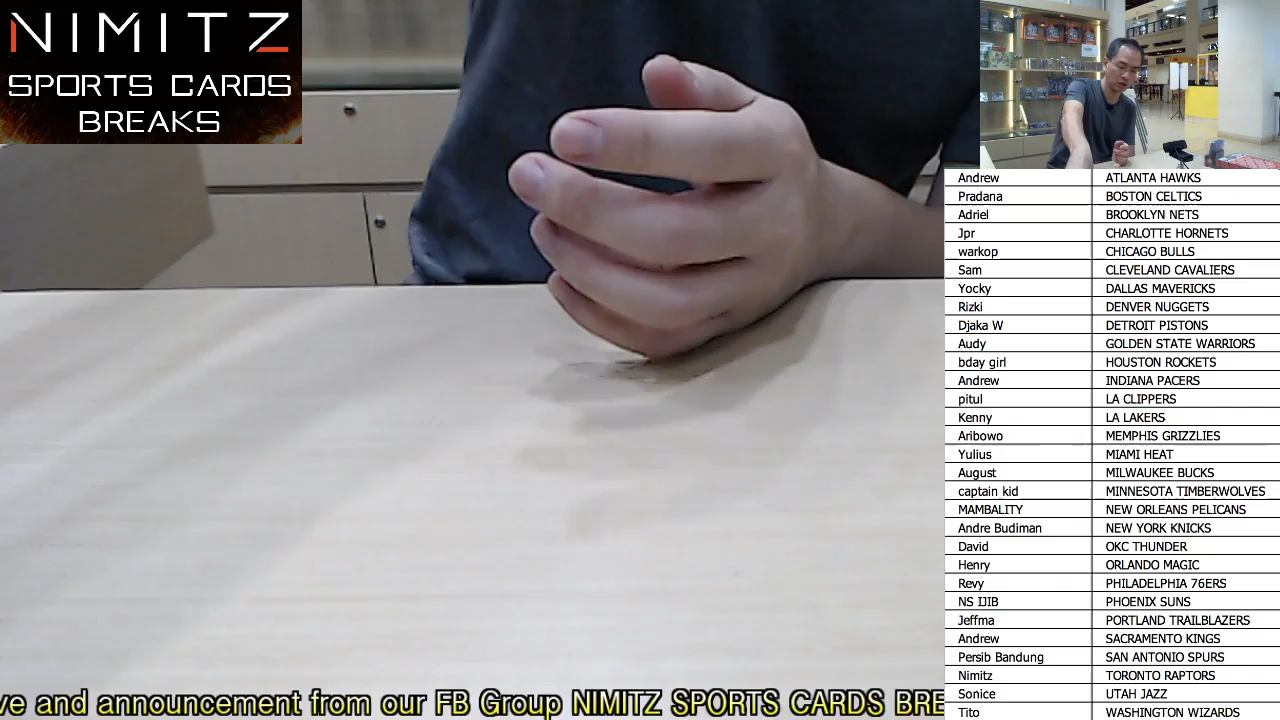 NIMITZ
SPORTS CARDS
BREAKS
Andrew ATLANTA HAWKS
Pradana BOSTON CELTICS
Adriel BROOKLYN NETS
Jpr CHARLOTTE HORNETS
warkop CHICAGO BULLS
Sam CLEVELAND CAVALIERS
Yocky DALLAS MAVERICKS
Rizki DENVER NUGGETS
Djaka W DETROIT PISTONS
Audy GOLDEN STATE WARRIORS
bday girl HOUSTON ROCKETS
Andrew INDIANA PACERS
pitul LA CLIPPERS
Kenny LA LAKERS
Aribowo MEMPHIS GRIZZLIES
Yulius MIAMI HEAT
August MILWAUKEE BUCKS
captain kid MINNESOTA TIMBERWOLVES
MAMBALITY NEW ORLEANS PELICANS
Andre Budiman NEW YORK KNICKS
David OKC THUNDER
Henry ORLANDO MAGIC
Revy PHILADELPHIA 76ERS
NS IJIB PHOENIX SUNS
Jeffma PORTLAND TRAILBLAZERS
Andrew SACRAMENTO KINGS
Persib Bandung SAN ANTONIO SPURS
Nimitz TORONTO RAPTORS
Sonice UTAH JAZZ
Tito WASHINGTON WIZARDS
ve and announcement from our FB Group NIMITZ SPORTS CARDS BRE